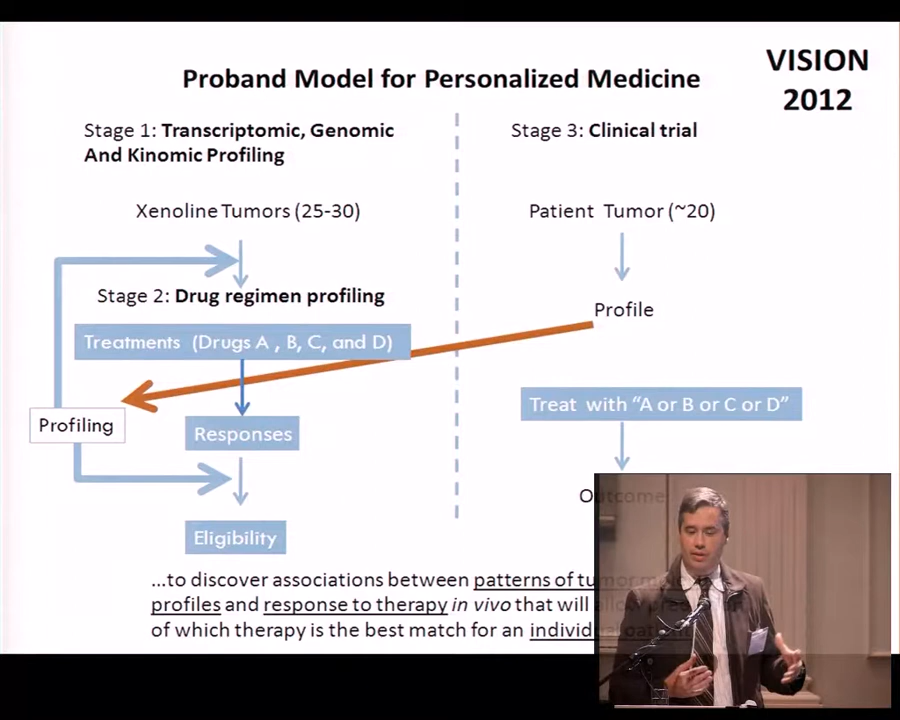 VISION
2012
Proband Model for Personalized Medicine
Stage 1: Transcriptomic, Genomic
And Kinomic Profiling
Xenoline Tumors (25-30)
Stage 2: Drug regimen profiling
Treatments (Drugs A , B, C, and D)
Profiling
Responses
Eligibility
Stage 3: Clinical trial
Patient Tumor (~20)
Profile
Treat with “A or B or C or D”
Outcome
...to discover associations between patterns of tumor
profiles and response to therapy in vivo that will
of which therapy is the best match for an individual